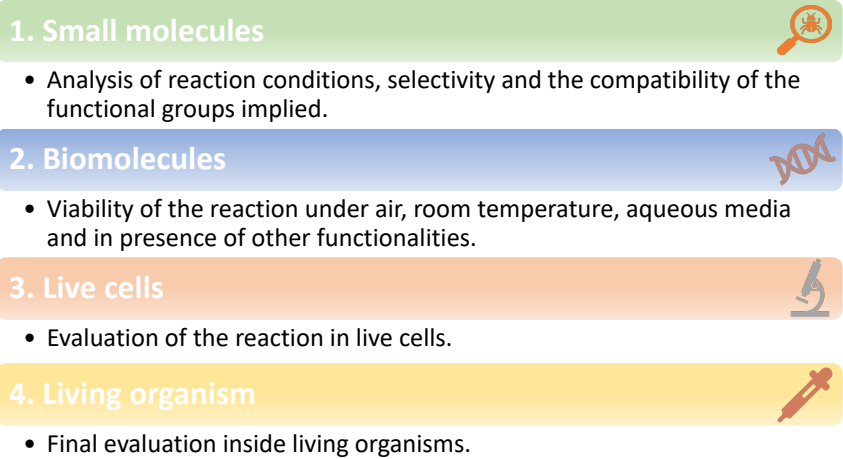 1. Small molecules
• Analysis of reaction conditions, selectivity and the compatibility of the
functional groups implied.
2. Biomolecules
• Viability of the reaction under air, room temperature, aqueous media
and in presence of other functionalities.
3. Live cells
• Evaluation of the reaction in live cells.
4. Living organism
• Final evaluation inside living organisms.